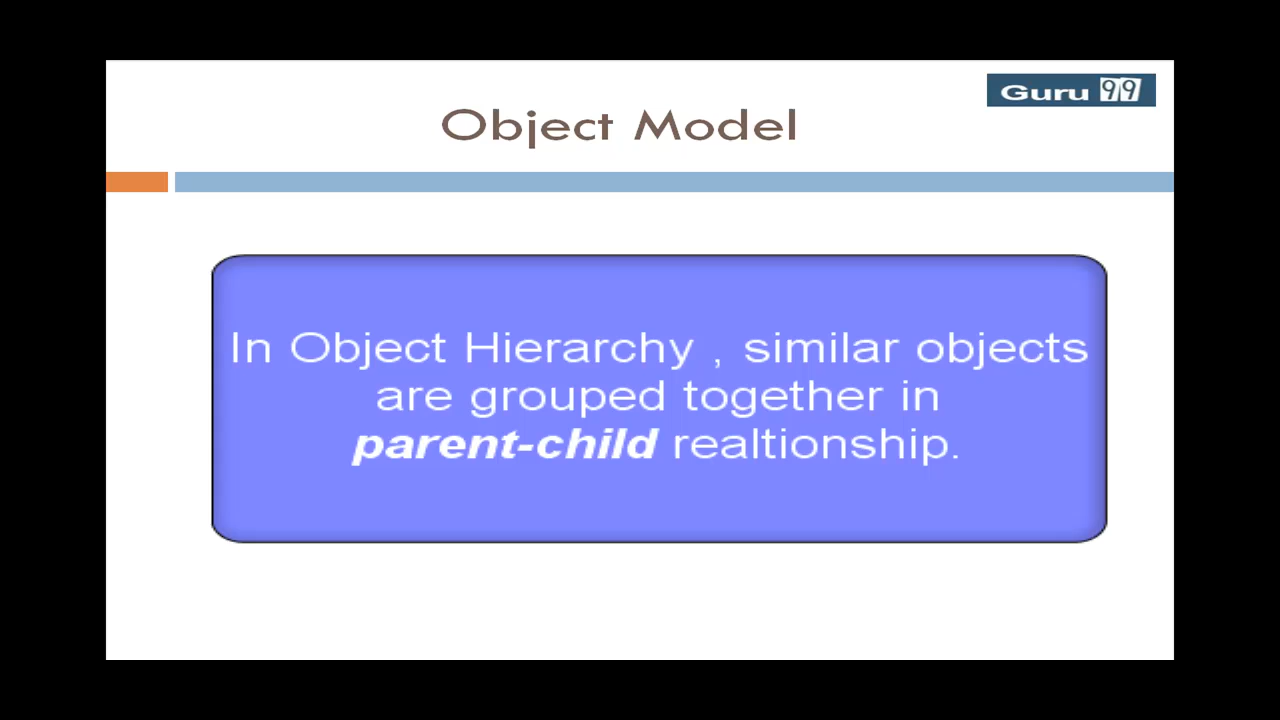 Guru 99
Object Model
In Object Hierarchy , similar objects
are grouped together in
parent-child realtionship.